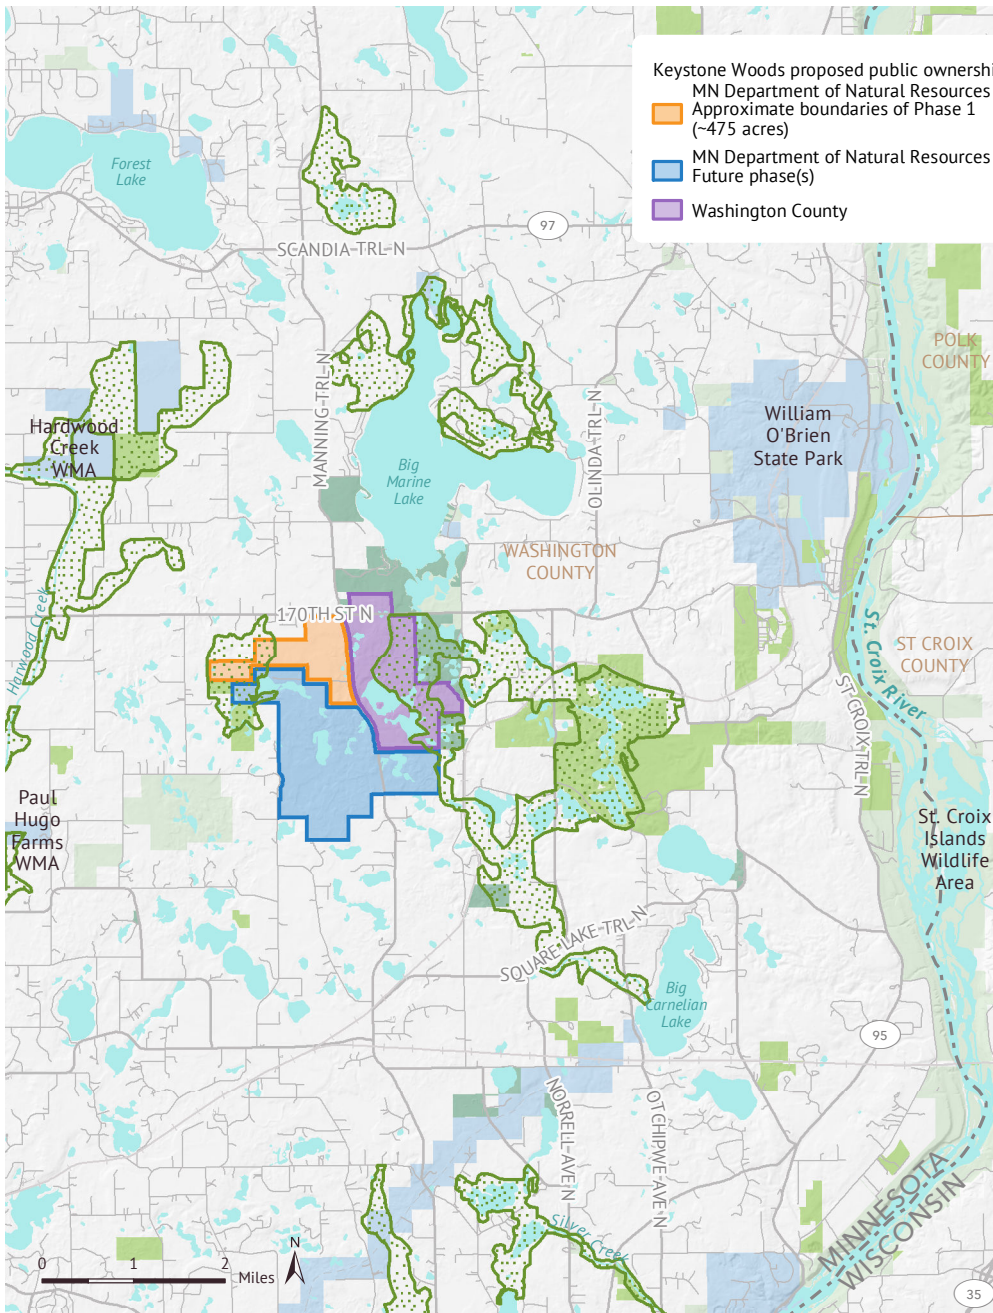 Keystone Woods proposed public ownershi
MN Department of Natural Resources
Approximate boundaries of Phase 1
(~475 acres)
MN Department of Natural Resources
Future phase(s)
Washington County
Forest
Lake
97
SCANDIA TRL N
POLK
COUNTY
MANNING TRL N
OLINDA TRL N
William
O'Brien
State Park
Hardwood
Creek
WMA
Big
Marine
Lake
WASHINGTON
COUNTY
170TH ST N
Harwood Creek
St. Croix River
ST CROIX
COUNTY
ST CROIX TRL N
Paul
Hugo
Farms
WMA
St. Croix
Islands
Wildlife
Area
SQUARE LAKE TRL N
Big
Carnelian
Lake
95
NORRELL AVE N
OTCHIPWE AVE N
Silver Creek
MINNESOTA
WISCONSIN
0 1 2
Miles
N
35